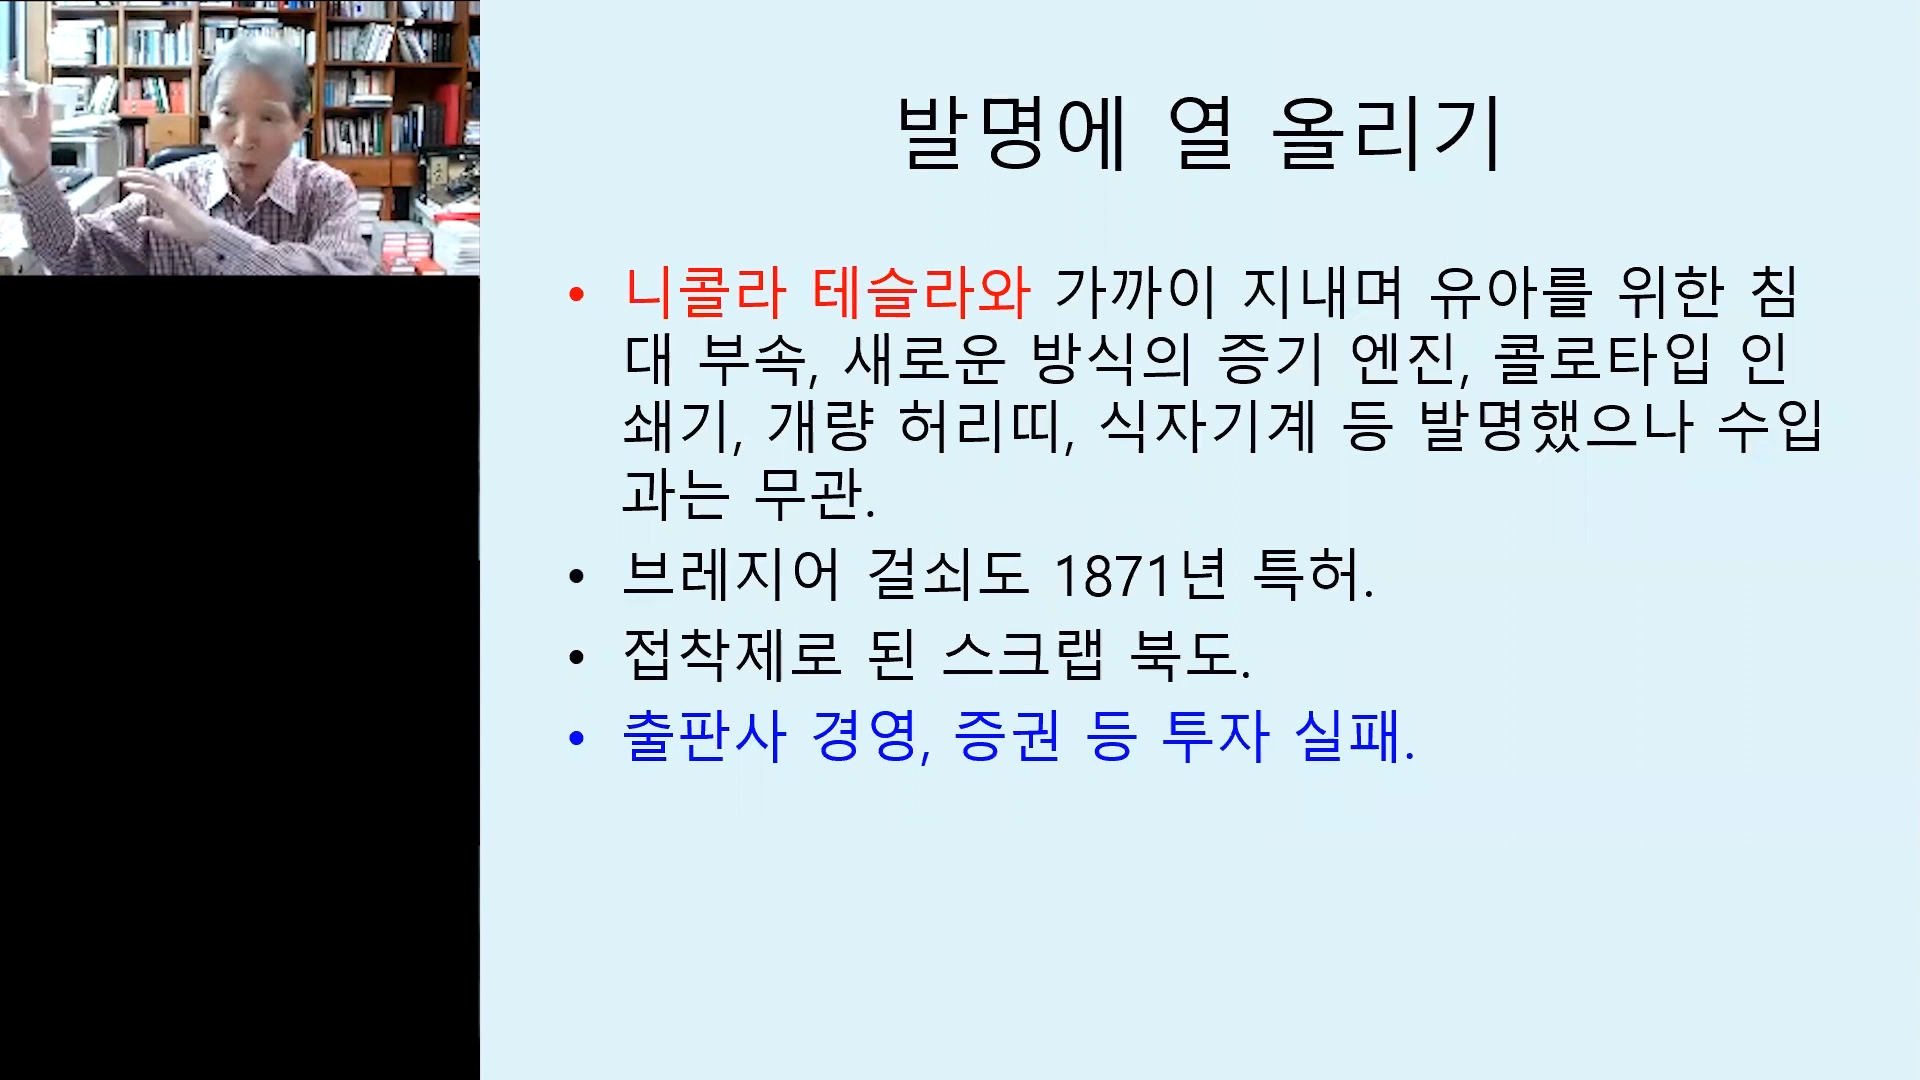 발명에 열 올리기
• 니콜라 테슬라와 가까이 지내며 유아를 위한 침
대 부속, 새로운 방식의 증기 엔진, 콜로타입 인
쇄기, 개량 허리띠, 식자기계 등 발명했으나 수입
과는 무관.
• 브레지어 걸쇠도 1871년 특허.
• 접착제로 된 스크랩 북도.
• 출판사 경영, 증권 등 투자 실패.